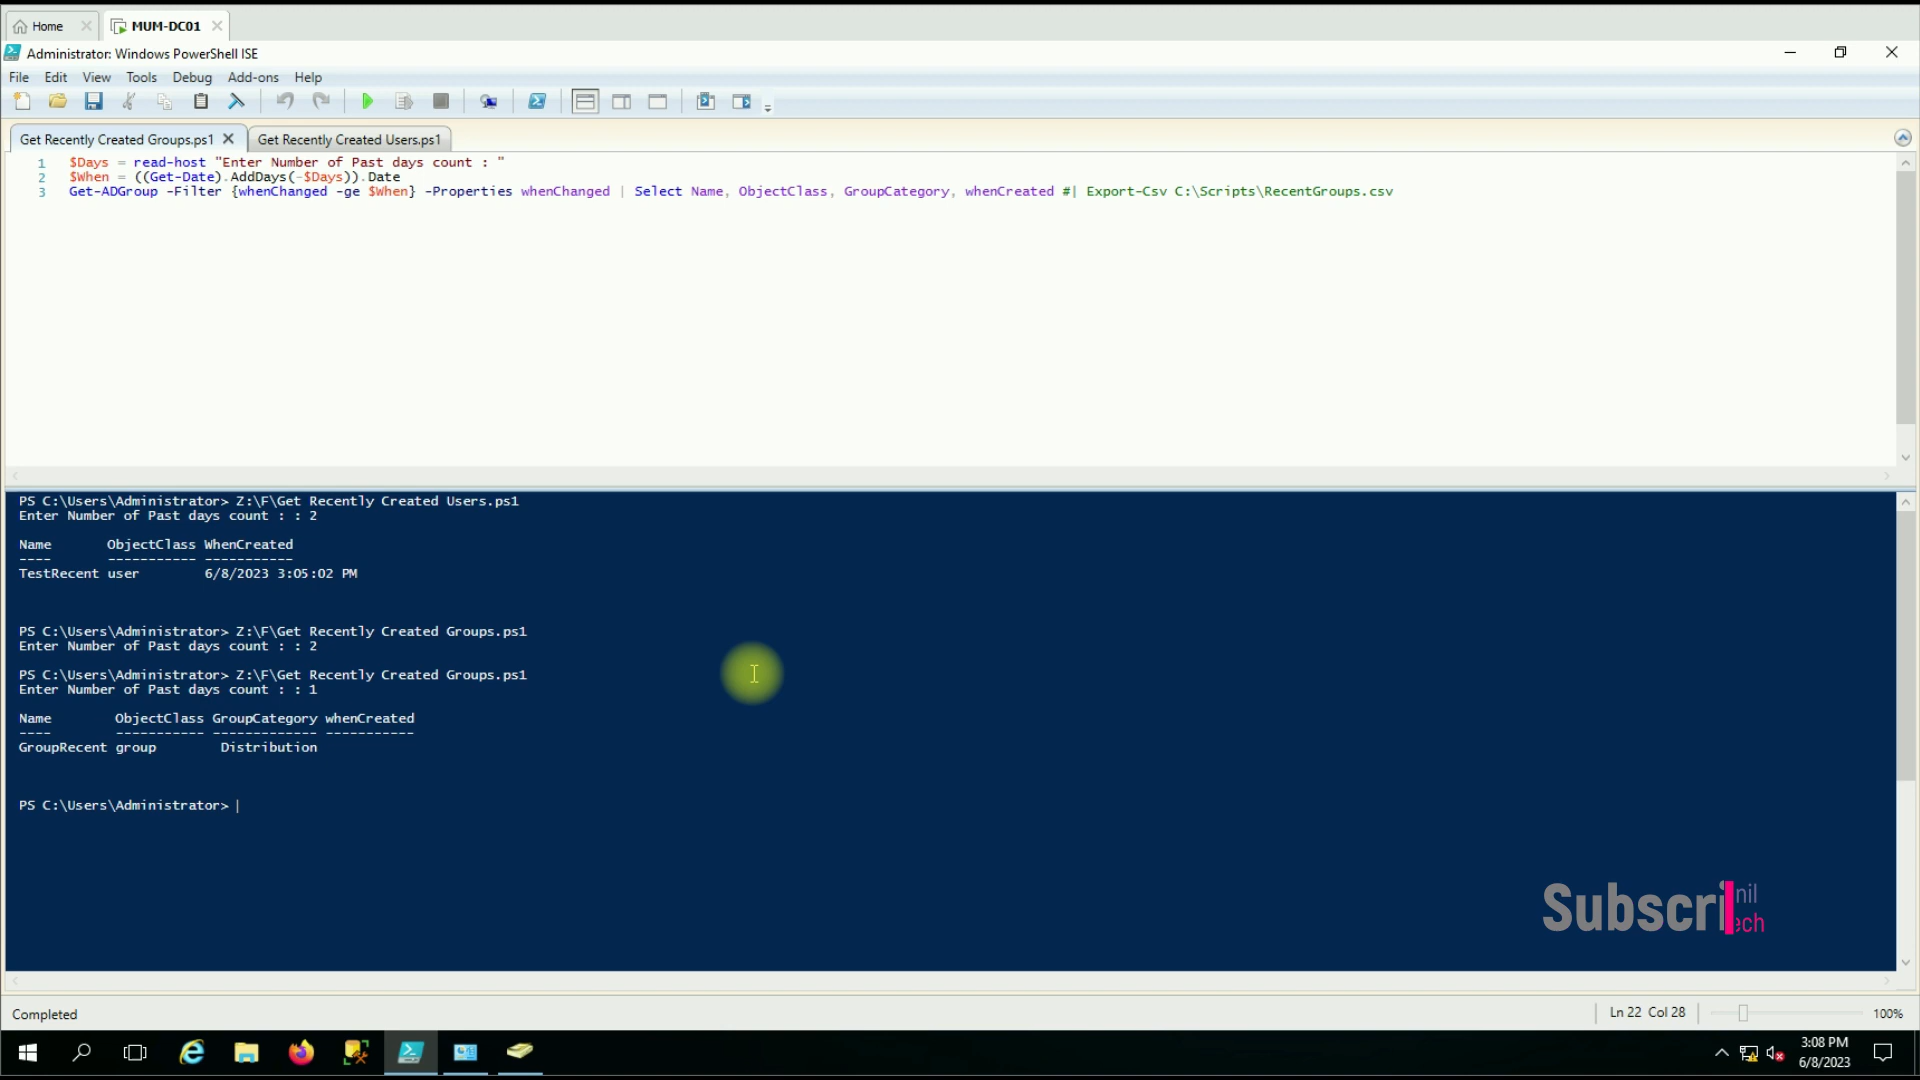 Home
MUM-DC01
Administrator: Windows PowerShell ISE
File Edit View Tools Debug Add-ons Help
Get Recently Created Groups.ps1 Get Recently Created Users.ps1
1 $Days = read-host "Enter Number of Past days count : "
2 $When = ((Get-Date).AddDays(-$Days)).Date
3 Get-ADGroup -Filter {whenChanged -ge $When} -Properties whenChanged | Select Name, ObjectClass, GroupCategory, whenCreated #| Export-Csv C:\Scripts\RecentGroups.csv
PS C:\Users\Administrator> Z:\F\Get Recently Created Users.ps1
Enter Number of Past days count : : 2
Name ObjectClass WhenCreated
---- ----------- -----------
TestRecent user 6/8/2023 3:05:02 PM
PS C:\Users\Administrator> Z:\F\Get Recently Created Groups.ps1
Enter Number of Past days count : : 2
PS C:\Users\Administrator> Z:\F\Get Recently Created Groups.ps1
Enter Number of Past days count : : 1
Name ObjectClass GroupCategory whenCreated
---- ----------- ------------- -----------
GroupRecent group Distribution
PS C:\Users\Administrator>
Subscri nil
ech
Completed
Ln 22 Col 28
100%
3:08 PM
6/8/2023